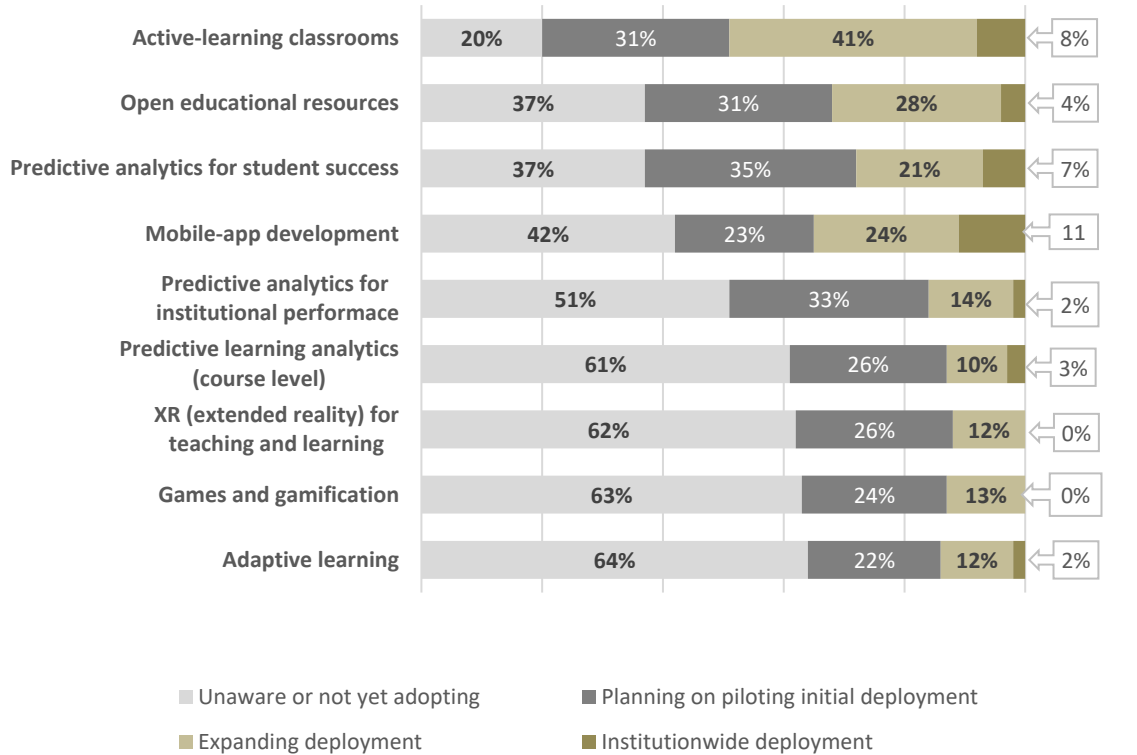 Active-learning classrooms 20% 31% 41% 8%
Open educational resources 37% 31% 28% 4%
Predictive analytics for student success 37% 35% 21% 7%
Mobile-app development 42% 23% 24% 11
Predictive analytics for
institutional performace 51% 33% 14% 2%
Predictive learning analytics
(course level) 61% 26% 10% 3%
XR (extended reality) for
teaching and learning 62% 26% 12% 0%
Games and gamification 63% 24% 13% 0%
Adaptive learning 64% 22% 12% 2%
Unaware or not yet adopting Planning on piloting initial deployment
Expanding deployment Institutionwide deployment